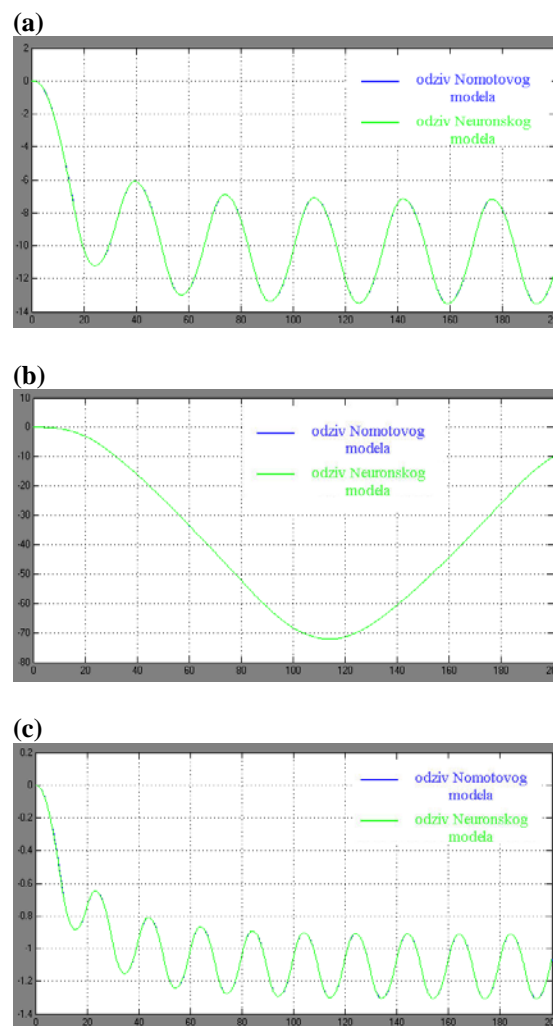 (a)
2
0
-2
-4
-6
-8
-10
-12
-14
odziv Nomotovog
modela
odziv Neuronskog
modela
0 20 40 60 80 100 120 140 160 180 200
(b)
10
0
-10
-20
-30
-40
-50
-60
-70
-80
odziv Nomotovog
modela
odziv Neuronskog
modela
0 20 40 60 80 100 120 140 160 180 200
(c)
0.2
0
-0.2
-0.4
-0.6
-0.8
-1
-1.2
-1.4
odziv Nomotovog
modela
odziv Neuronskog
modela
0 20 40 60 80 100 120 140 160 180 200